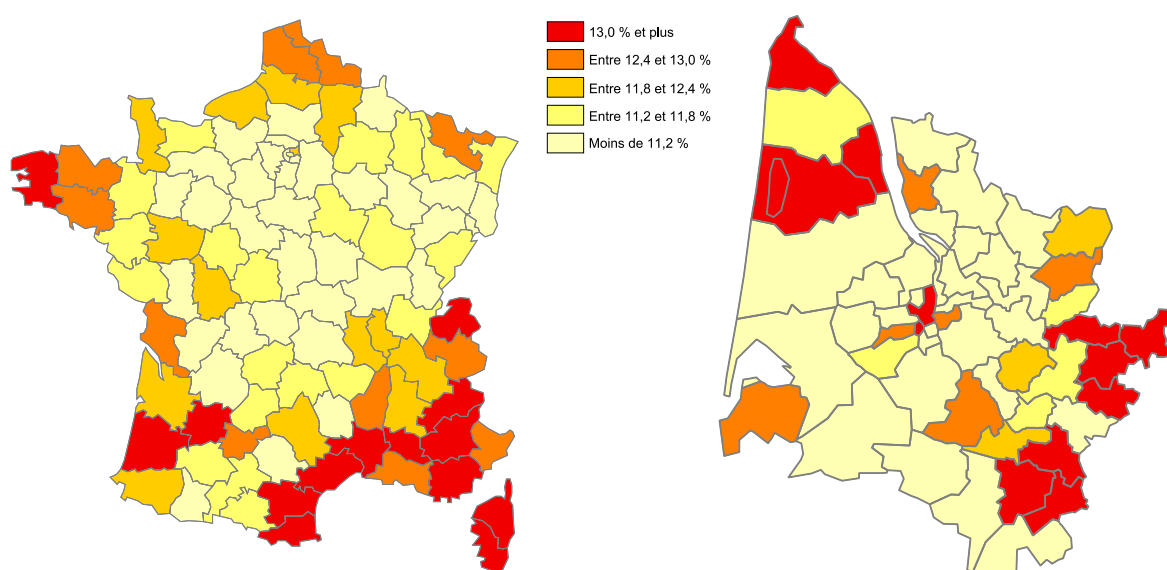 13,0 % et plus
Entre 12,4 et 13,0 %
Entre 11,8 et 12,4 %
Entre 11,2 et 11,8 %
Moins de 11,2 %